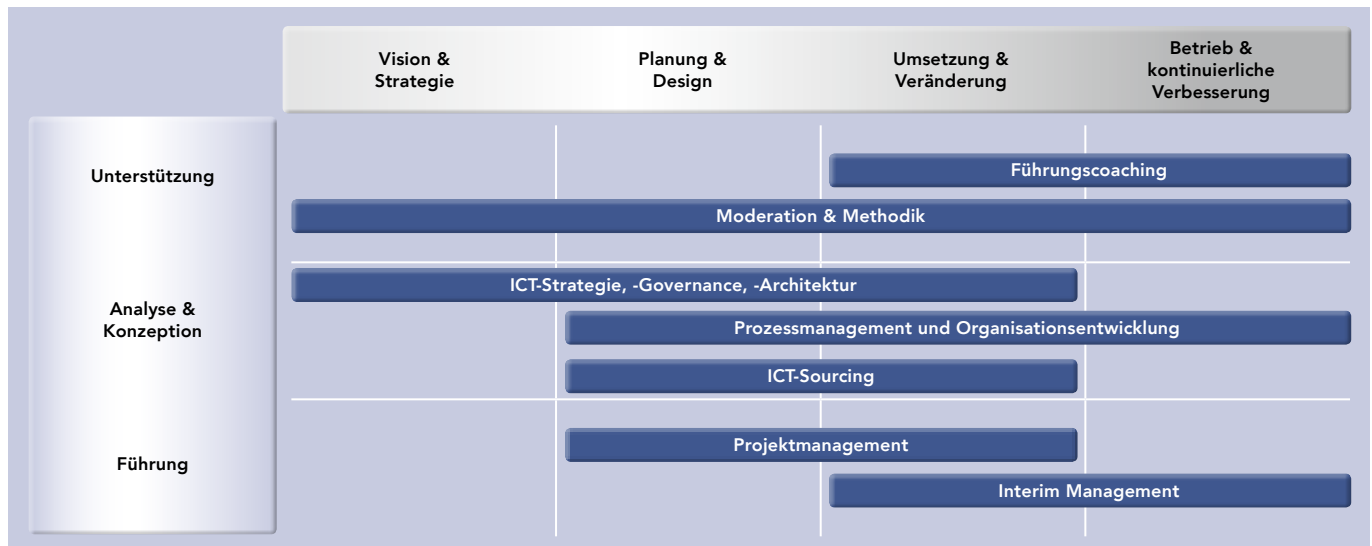 Vision &
Strategie
Planung &
Design
Umsetzung &
Veränderung
Betrieb &
kontinuierliche
Verbesserung
Unterstützung
Führungscoaching
Moderation & Methodik
Analyse &
Konzeption
ICT-Strategie, -Governance, -Architektur
Prozessmanagement und Organisationsentwicklung
ICT-Sourcing
Führung
Projektmanagement
Interim Management